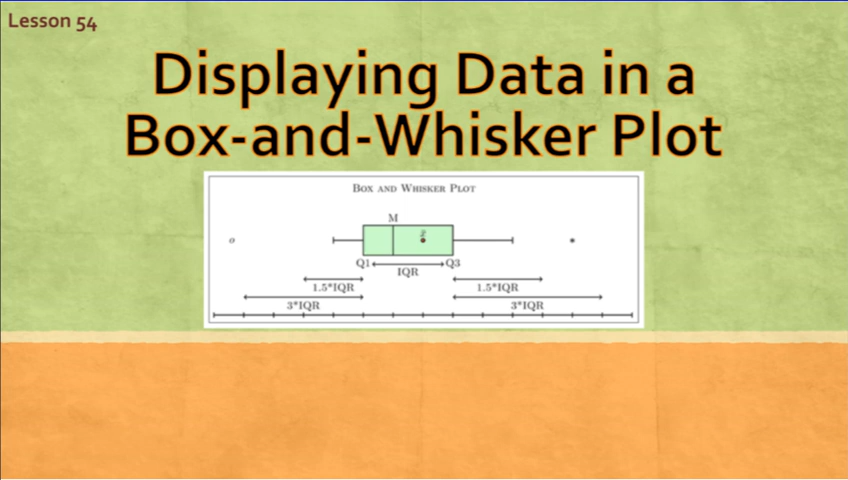 Lesson 54
Displaying Data in a
Box-and-Whisker Plot
Box and Whisker Plot
M
o
Q1
Q3
IQR
1.5*IQR
1.5*IQR
3*IQR
3*IQR